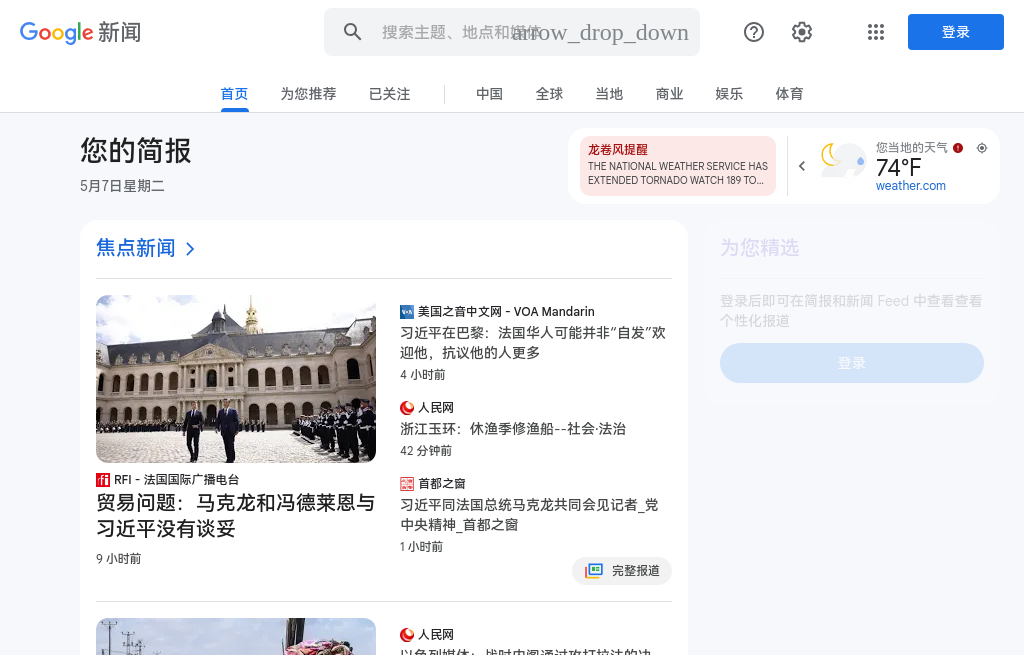 Google 新闻
搜索主题、地点和媒体
arrow_drop_down
登录
首页
为您推荐
已关注
中国
全球
当地
商业
娱乐
体育
您的简报
5月7日星期二
龙卷风提醒
THE NATIONAL WEATHER SERVICE HAS
EXTENDED TORNADO WATCH 189 TO...
您当地的天气
74°F
weather.com
焦点新闻
RFI - 法国国际广播电台
贸易问题：马克龙和冯德莱恩与
习近平没有谈妥
9 小时前
VOA 美国之音中文网 - VOA Mandarin
习近平在巴黎：法国华人可能并非“自发”欢
迎他，抗议他的人更多
4 小时前
人民网
浙江玉环：休渔季修渔船--社会·法治
42 分钟前
首都之窗
习近平同法国总统马克龙共同会见记者_党
中央精神_首都之窗
1 小时前
完整报道
人民网
以色列媒体：战时内阁通过攻打拉法的决
为您精选
登录后即可在简报和新闻 Feed 中查看查看
个性化报道
登录